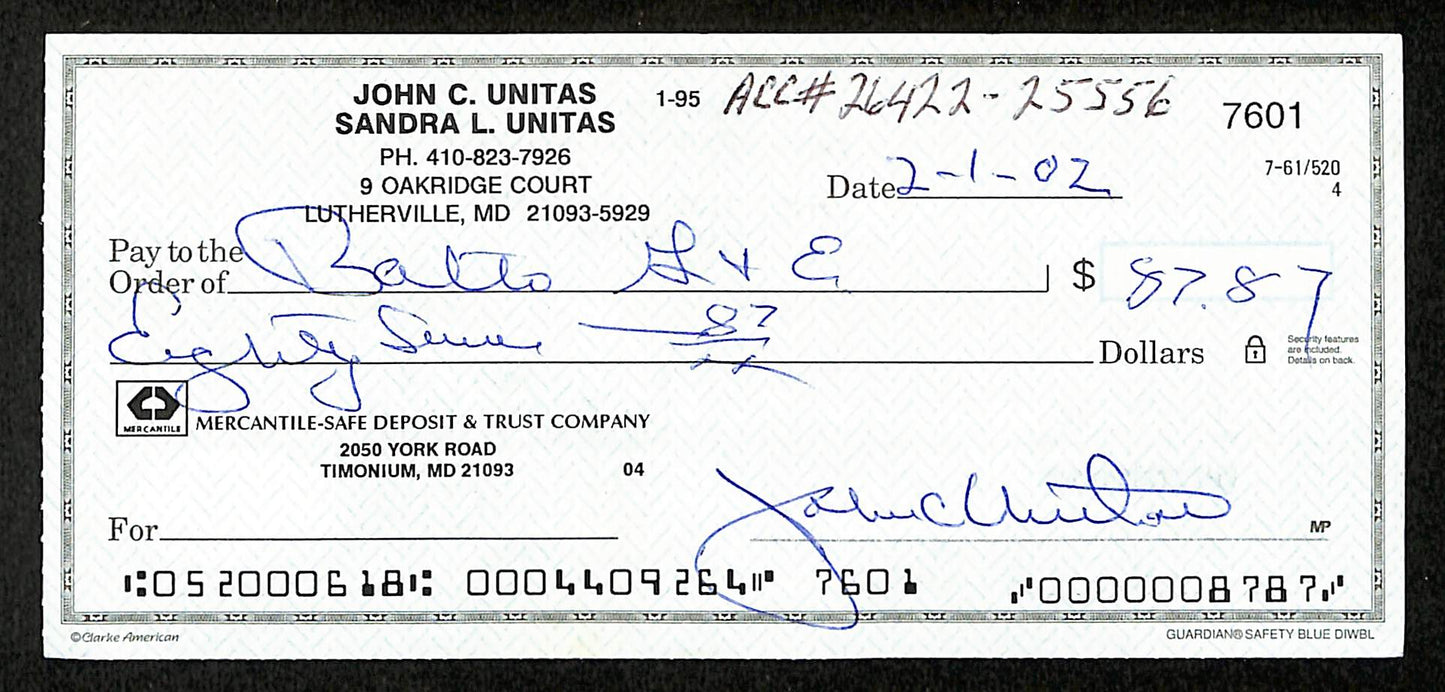 JOHN C. UNITAS 1-95 ACC# 26422-25556 7601
SANDRA L. UNITAS
PH. 410-823-7926
9 OAKRIDGE COURT
LUTHERVILLE, MD 21093-5929
Date 2-1-02
7-61/520
4
Pay to the
Order of Balto G & E $ 87.87
Eighty Seven 87/xx Dollars
Security features
are included.
Details on back.
MERCANTILE
MERCANTILE-SAFE DEPOSIT & TRUST COMPANY
2050 YORK ROAD
TIMONIUM, MD 21093 04
For John C Unitas MP
⑆052000618⑆ 0004409264⑈ 7601 ⑈0000008787⑈
©Clarke American GUARDIAN® SAFETY BLUE DIWBL